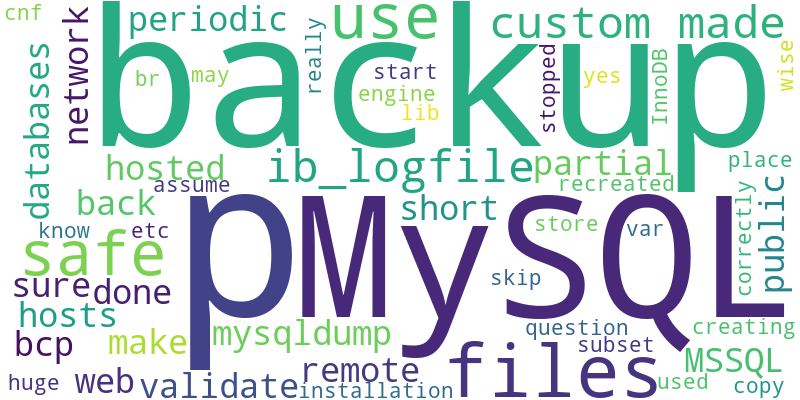 cnf
network
periodic
use
custom
made
backup
databases
br
may
really
start
engine
lib
stopped
yes
InnoDB
wise
hosted
ib_logfile
partial
place
assume
recreated
back
short
know
etc
safe
p
MySQL
store
var
correctly
public
sure
done
skip
hosts
mysqldump
question
creating
bcp
make
files
subset
MSSQL
huge
web
validate
remote
installation
used
copy